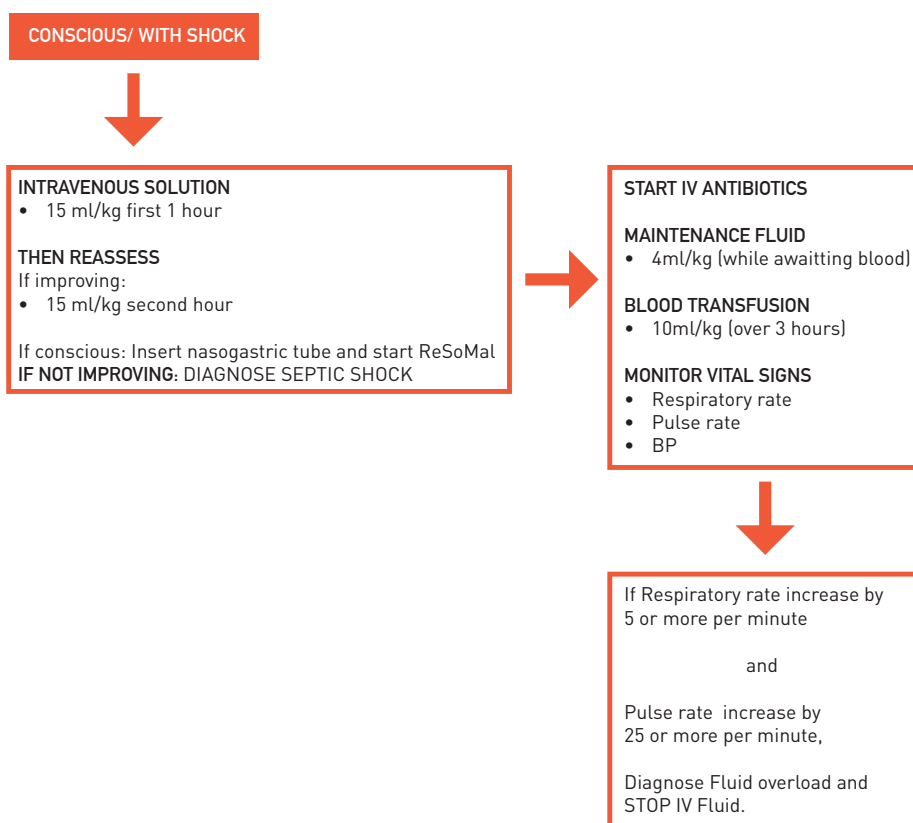 CONSCIOUS/ WITH SHOCK
INTRAVENOUS SOLUTION
• 15 ml/kg first 1 hour
THEN REASSESS
If improving:
• 15 ml/kg second hour
If conscious: Insert nasogastric tube and start ReSoMal
IF NOT IMPROVING: DIAGNOSE SEPTIC SHOCK
START IV ANTIBIOTICS
MAINTENANCE FLUID
• 4ml/kg (while awaitting blood)
BLOOD TRANSFUSION
• 10ml/kg (over 3 hours)
MONITOR VITAL SIGNS
• Respiratory rate
• Pulse rate
• BP
If Respiratory rate increase by
5 or more per minute
and
Pulse rate increase by
25 or more per minute,
Diagnose Fluid overload and
STOP IV Fluid.